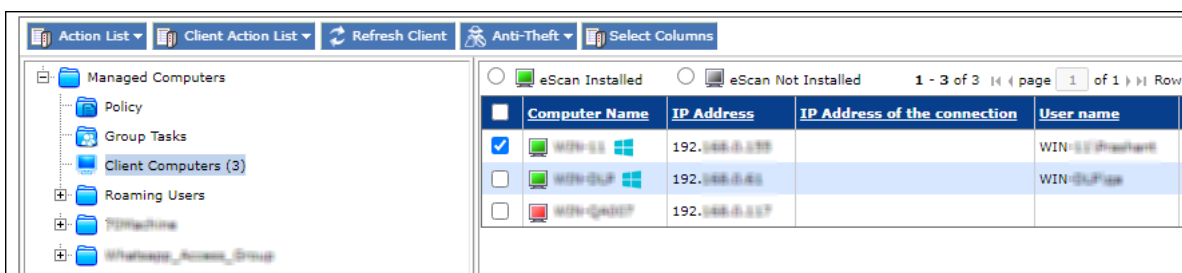 Action List Client Action List Refresh Client Anti-Theft Select Columns
Managed Computers
Policy
Group Tasks
Client Computers (3)
Roaming Users
eScan Installed eScan Not Installed 1 - 3 of 3 page 1 of 1 Row
Computer Name IP Address IP Address of the connection User name
192. WIN-
192. WIN-
192.